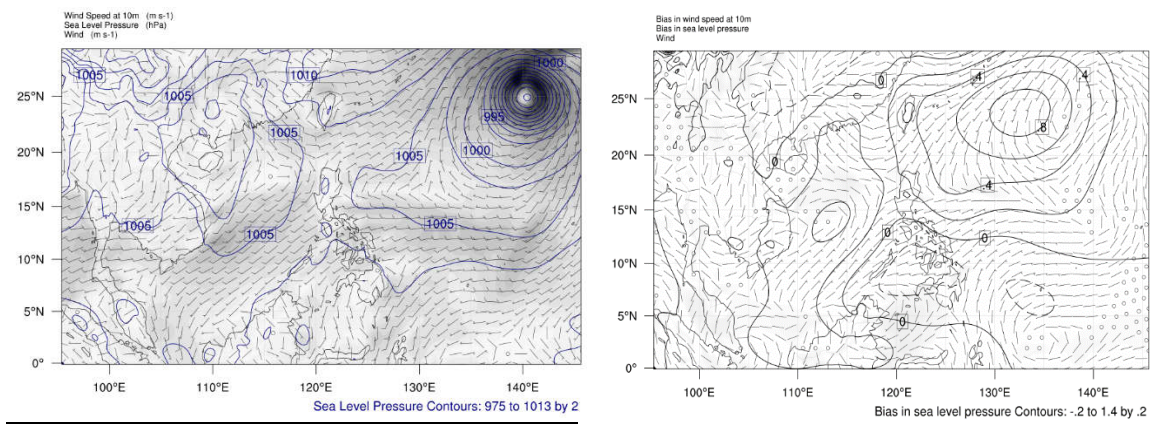 Wind Speed at 10m (m s-1)
Sea Level Pressure (hPa)
Wind (m s-1)
1005
1010
1000
1005
995
1005
1005
1000
1005
1005
1005
25°N
20°N
15°N
10°N
5°N
0°
100°E 110°E 120°E 130°E 140°E
Sea Level Pressure Contours: 975 to 1013 by 2
Bias in wind speed at 10m
Bias in sea level pressure
Wind
0
.4
.4
.8
0
.4
0
0
0
25°N
20°N
15°N
10°N
5°N
0°
100°E 110°E 120°E 130°E 140°E
Bias in sea level pressure Contours: -.2 to 1.4 by .2